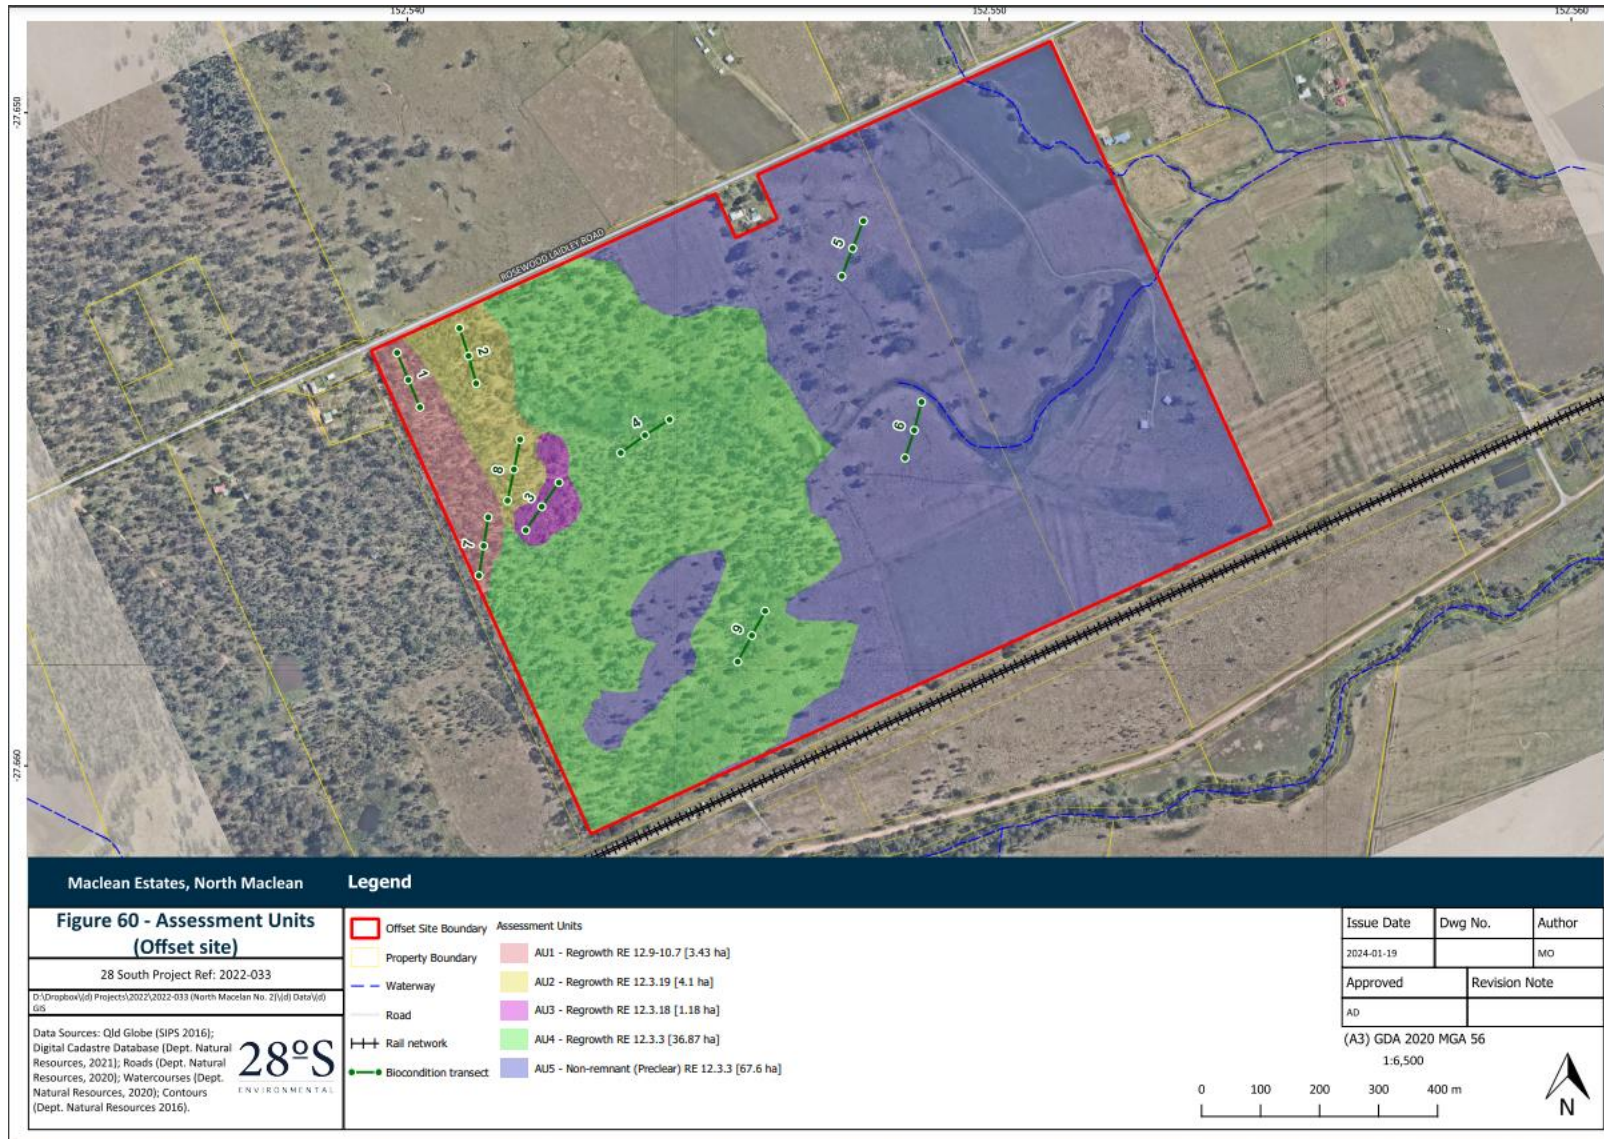 152.540
152.550
152.560
-27.650
-27.660
ROSEWOOD LAIDLEY ROAD
1
2
3
4
5
6
7
8
9
Maclean Estates, North Maclean
Legend
Figure 60 - Assessment Units
(Offset site)
28 South Project Ref: 2022-033
D:\Dropbox\(d) Projects\2022\2022-033 (North Macelan No. 2)\(d) Data\(d)
GIS
Data Sources: Qld Globe (SIPS 2016);
Digital Cadastre Database (Dept. Natural
Resources, 2021); Roads (Dept. Natural
Resources, 2020); Watercourses (Dept.
Natural Resources, 2020); Contours
(Dept. Natural Resources 2016).
28ºS
ENVIRONMENTAL
Offset Site Boundary
Property Boundary
Waterway
Road
Rail network
Biocondition transect
Assessment Units
AU1 - Regrowth RE 12.9-10.7 [3.43 ha]
AU2 - Regrowth RE 12.3.19 [4.1 ha]
AU3 - Regrowth RE 12.3.18 [1.18 ha]
AU4 - Regrowth RE 12.3.3 [36.87 ha]
AU5 - Non-remnant (Preclear) RE 12.3.3 [67.6 ha]
Issue Date
Dwg No.
Author
2024-01-19
MO
Approved
Revision Note
AD
(A3) GDA 2020 MGA 56
1:6,500
0 100 200 300 400 m
N